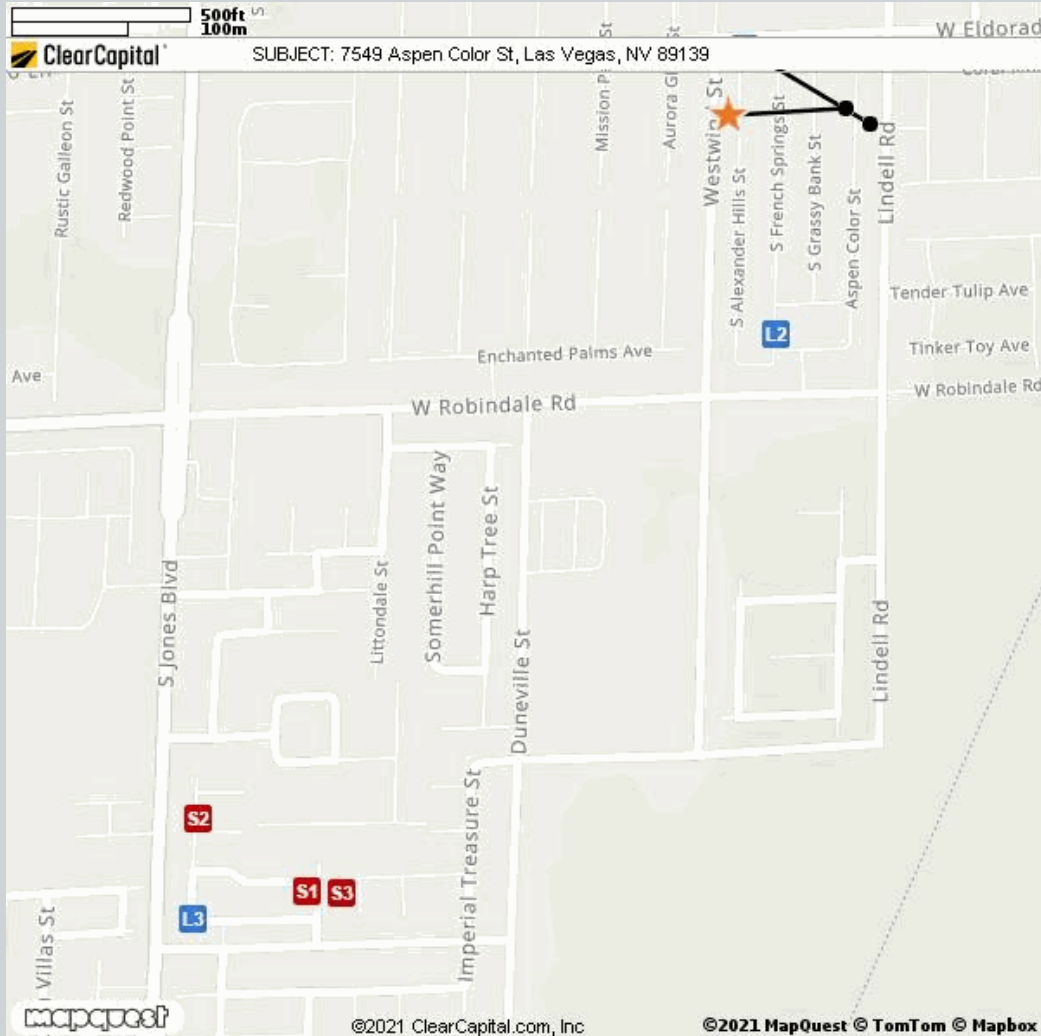 500ft
100m
S
W Eldorad
ClearCapital
SUBJECT: 7549 Aspen Color St, Las Vegas, NV 89139
Rustic Galleon St
Redwood Point St
Westwind St
Lindell Rd
S Alexander Hills St
S French Springs St
S Grassy Bank St
Aspen Color St
Tender Tulip Ave
L2
Enchanted Palms Ave
Tinker Toy Ave
Ave
W Robindale Rd
W Robindale Rd
Somerhill Point Way
Harp Tree St
Littondale St
S Jones Blvd
Duneville St
Lindell Rd
Imperial Treasure St
S2
S1
S3
L3
Villas St
mapquest
©2021 ClearCapital.com, Inc
©2021 MapQuest © TomTom © Mapbox